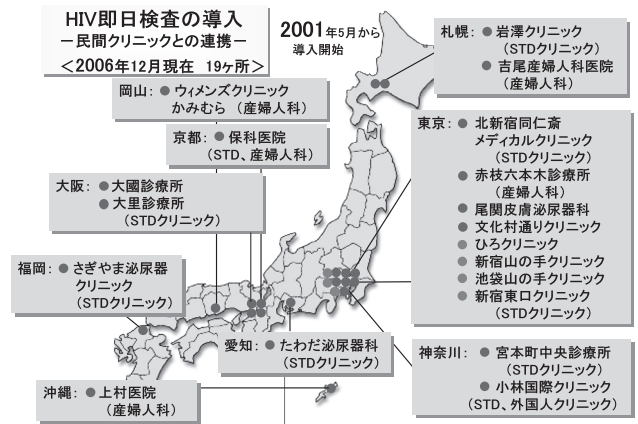 HIV即日検査の導入
－民間クリニックとの連携－
＜2006年12月現在　19ヶ所＞
2001年5月から
導入開始
札幌：●岩澤クリニック
(STDクリニック)
●吉尾産婦人科医院
(産婦人科)
岡山：●ウィメンズクリニック
かみむら （産婦人科）
京都：●保科医院
(STD、産婦人科)
大阪：●大國診療所
●大里診療所
(STDクリニック)
福岡：●さぎやま泌尿器
クリニック
(STDクリニック)
沖縄：●上村医院
(産婦人科)
愛知：●たわだ泌尿器科
(STDクリニック)
東京：●北新宿同仁斎
メディカルクリニック
(STDクリニック)
●赤枝六本木診療所
(産婦人科)
●尾関皮膚泌尿器科
●文化村通りクリニック
●ひろクリニック
●新宿山の手クリニック
●池袋山の手クリニック
●新宿東口クリニック
(STDクリニック)
神奈川：●宮本町中央診療所
(STDクリニック)
●小林国際クリニック
(STD、外国人クリニック)